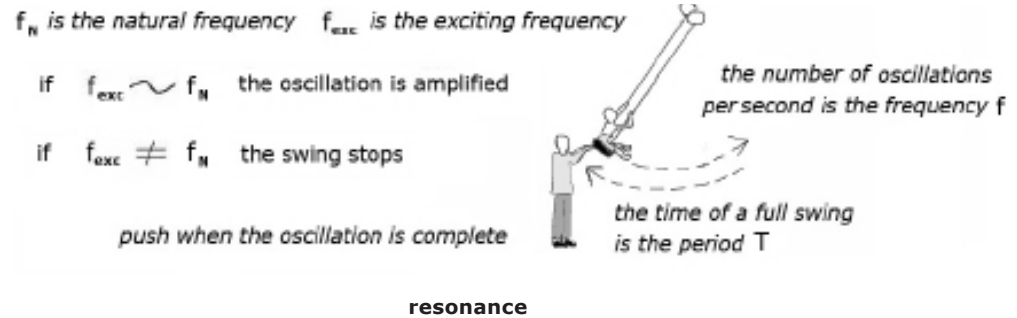 f_N is the natural frequency f_exc is the exciting frequency
if f_exc ~ f_N the oscillation is amplified
if f_exc ≠ f_N the swing stops
push when the oscillation is complete
the number of oscillations
per second is the frequency f
the time of a full swing
is the period T
resonance